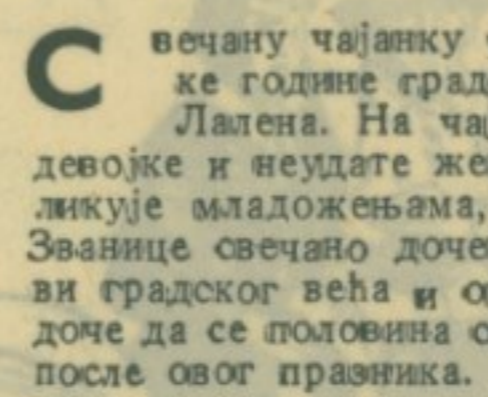 Свечану чајанку
ке године град
Лалена. На ча
девојке и неудате же
ликује младожењама,
Званице свечано доче
ви градског већа и о
доче да се половина
после овог празника.